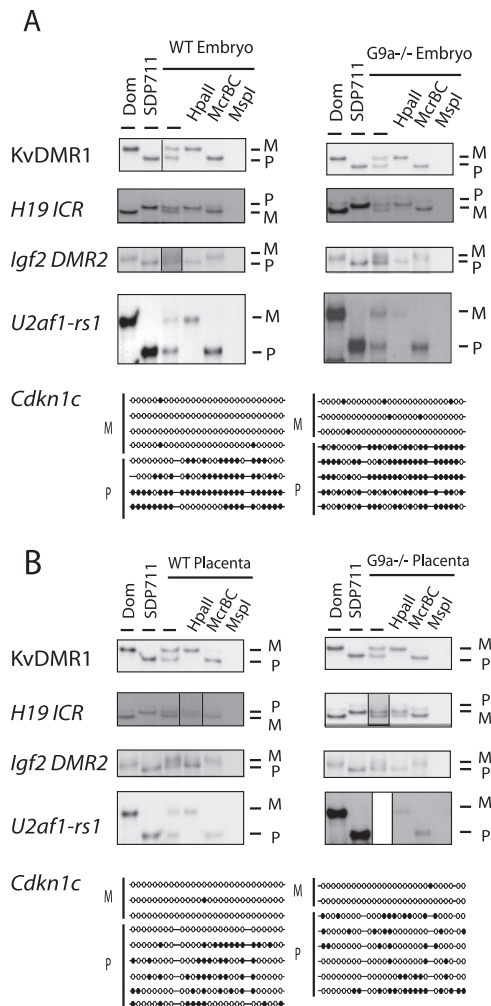 A
WT Embryo
G9a-/- Embryo
Dom SDP711 HpaII McrBC MspI
Dom SDP711 HpaII McrBC MspI
KvDMR1 M P M P
H19 ICR P M P M
Igf2 DMR2 M P M P
U2af1-rs1 M P M P
Cdkn1c
M M
P P
B
WT Placenta
G9a-/- Placenta
Dom SDP711 HpaII McrBC MspI
Dom SDP711 HpaII McrBC MspI
KvDMR1 M P M P
H19 ICR P M P M
Igf2 DMR2 M P M P
U2af1-rs1 M P M P
Cdkn1c
M M
P P